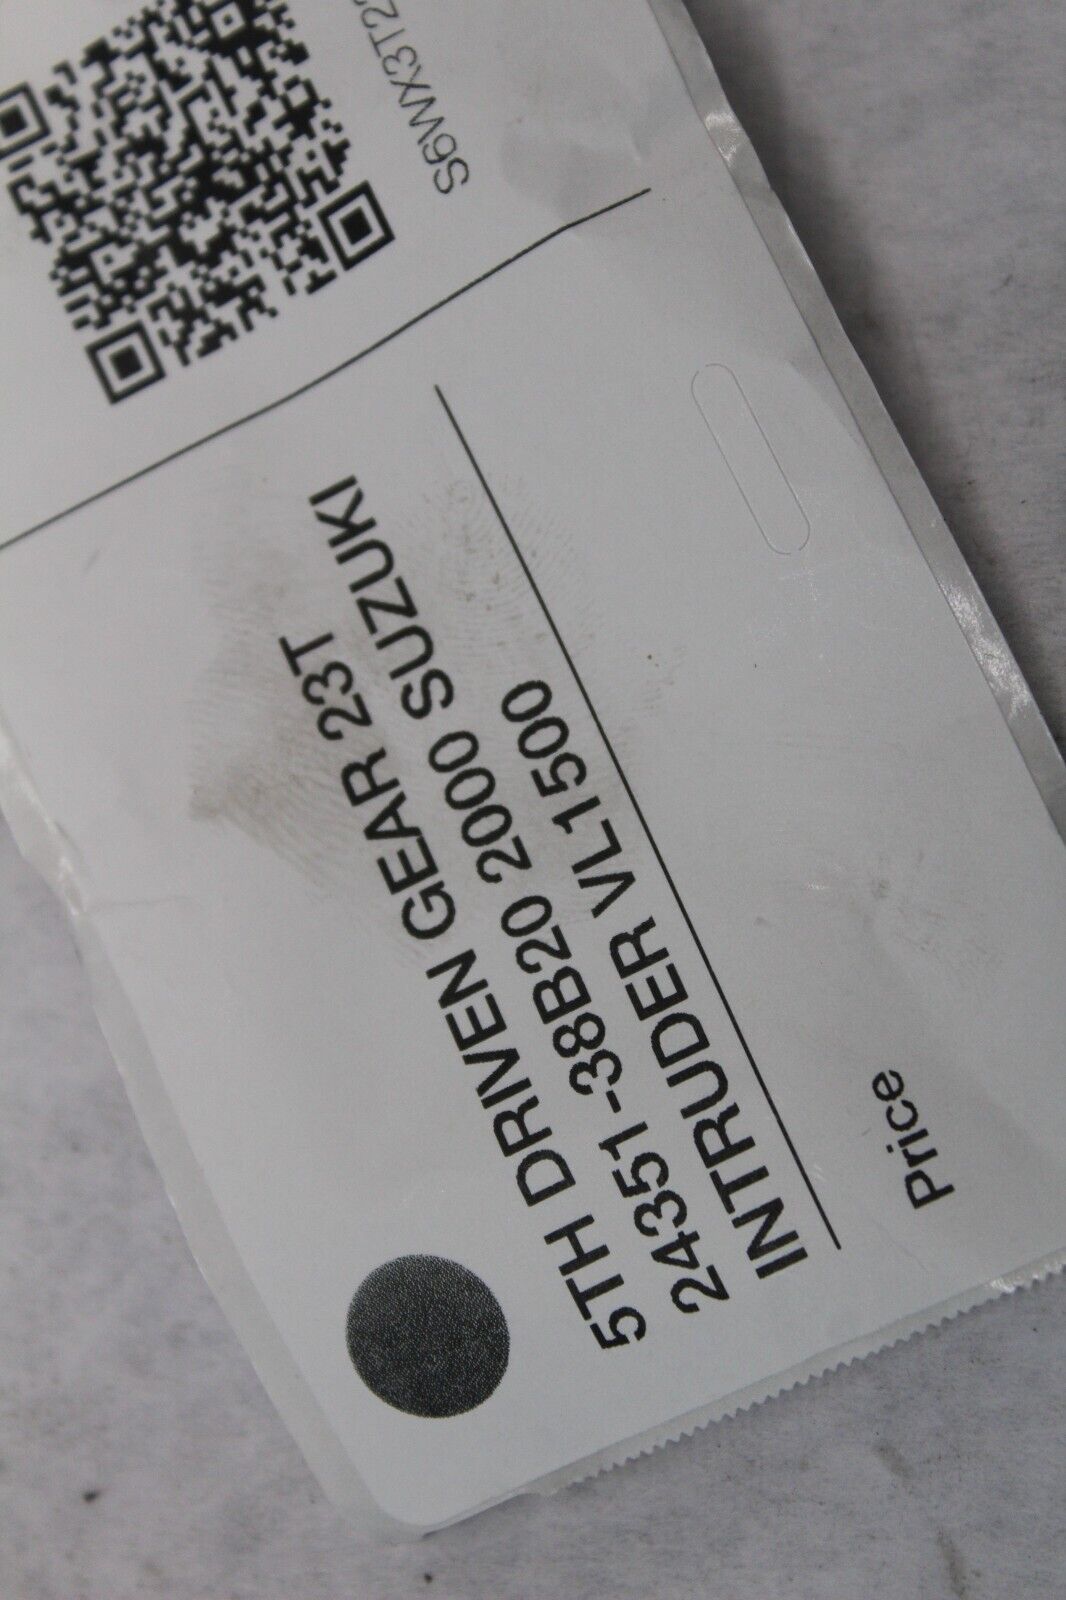 S6WX3T2
5TH DRIVEN GEAR 23T
24351-38B20 2000 SUZUKI
INTRUDER VL1500
Price